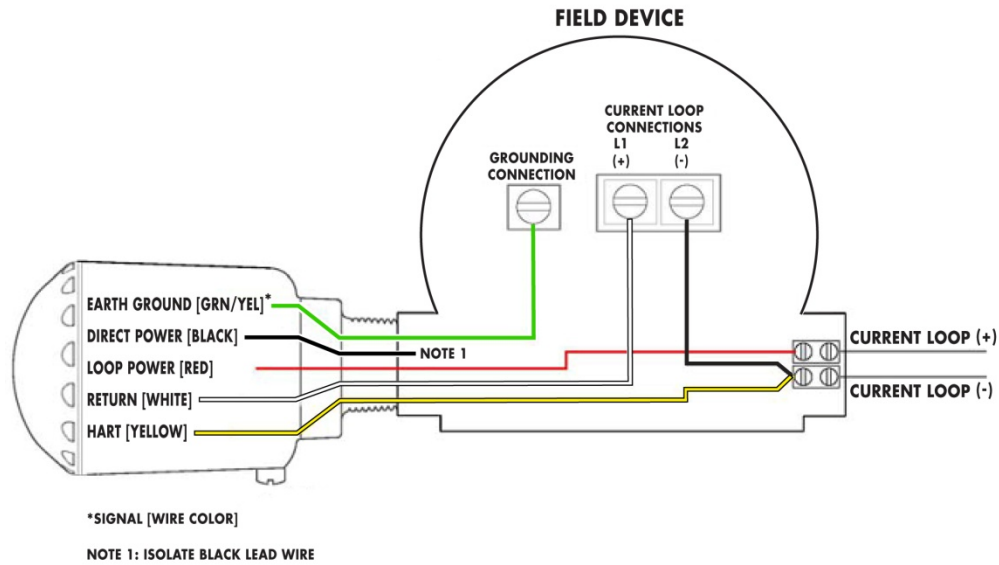 FIELD DEVICE
CURRENT LOOP
CONNECTIONS
L1 L2
(+) (-)
GROUNDING
CONNECTION
EARTH GROUND [GRN/YEL]*
DIRECT POWER [BLACK]
NOTE 1
LOOP POWER [RED]
RETURN [WHITE]
HART [YELLOW]
CURRENT LOOP (+)
CURRENT LOOP (-)
*SIGNAL [WIRE COLOR]
NOTE 1: ISOLATE BLACK LEAD WIRE